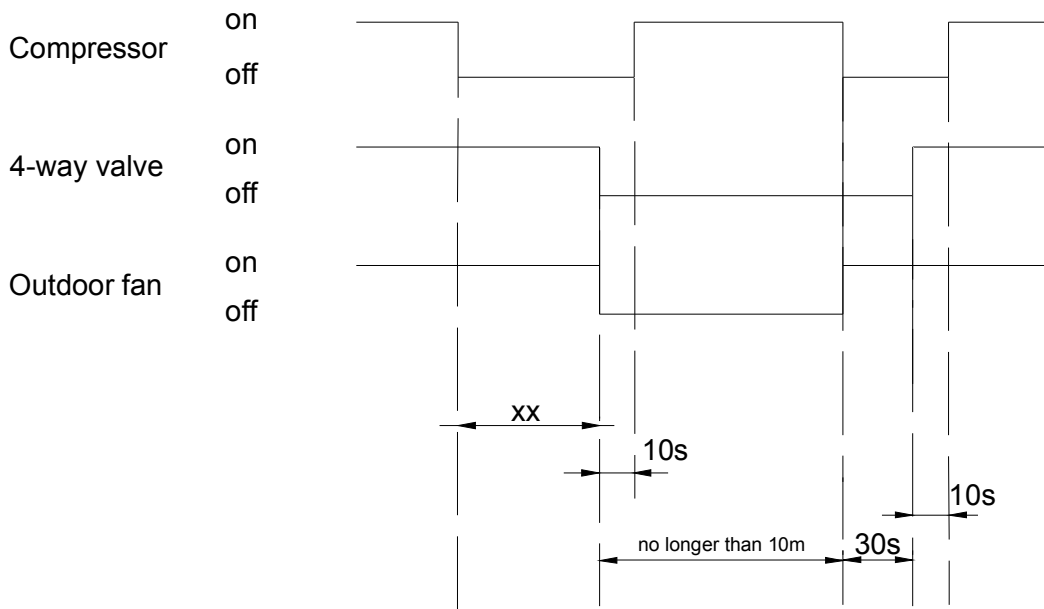 on
Compressor
off
on
4-way valve
off
on
Outdoor fan
off
xx
10s
10s
no longer than 10m
30s